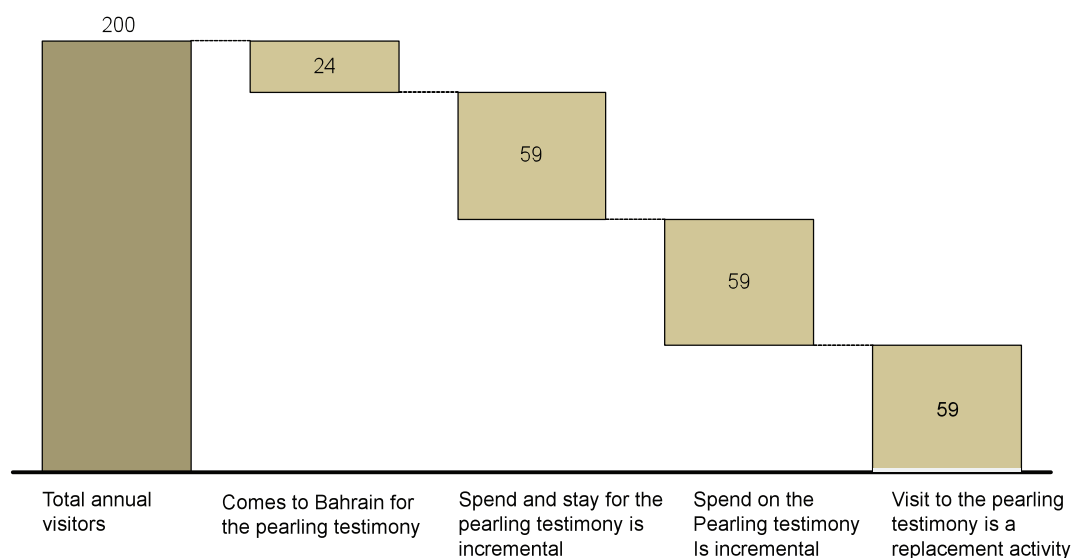 200
24
59
59
59
Total annual
visitors
Comes to Bahrain for
the pearling testimony
Spend and stay for the
pearling testimony is
incremental
Spend on the
Pearling testimony
Is incremental
Visit to the pearling
testimony is a
replacement activity